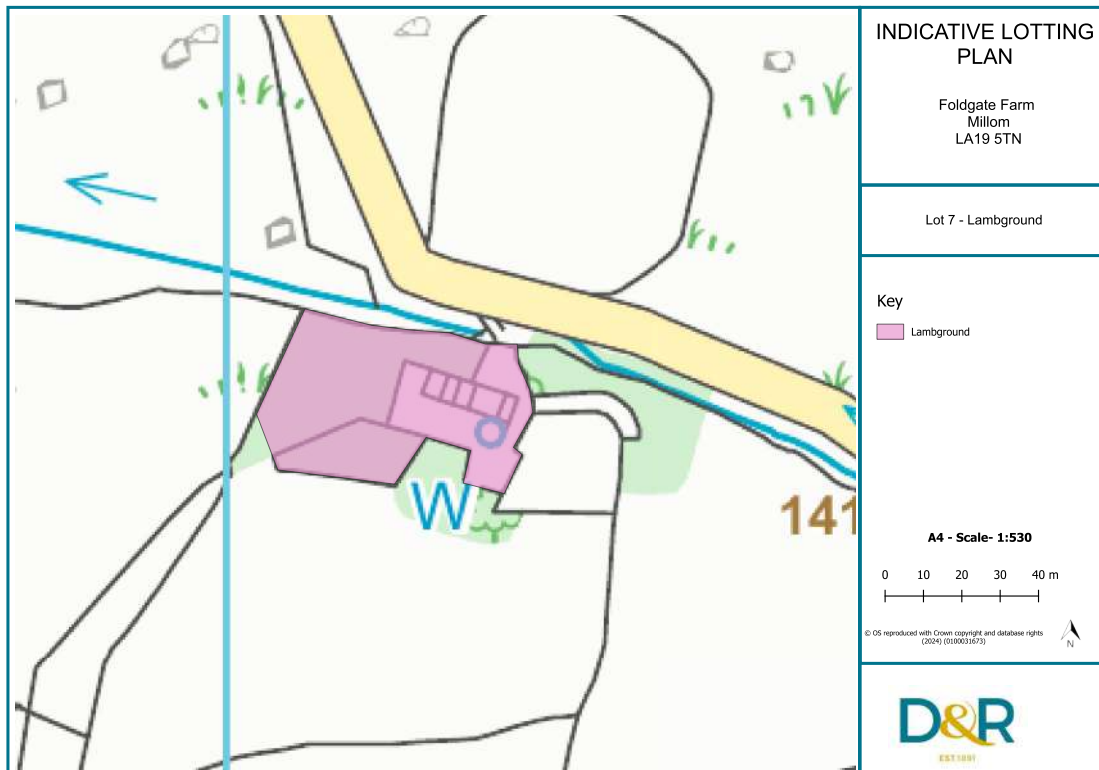 INDICATIVE LOTTING
PLAN
Foldgate Farm
Millom
LA19 5TN
Lot 7 - Lambground
Key
Lambground
A4 - Scale- 1:530
0 10 20 30 40 m
© OS reproduced with Crown copyright and database rights
(2024) (0100031673)
N
D&R
EST.1891
W
141